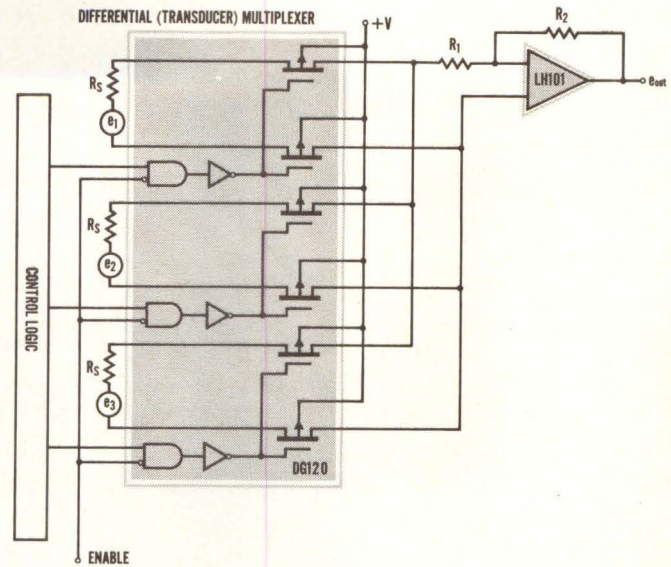 DIFFERENTIAL (TRANSDUCER) MULTIPLEXER
+V
R2
R1
LH101
eout
RS
e1
RS
e2
RS
e3
CONTROL LOGIC
DG120
ENABLE